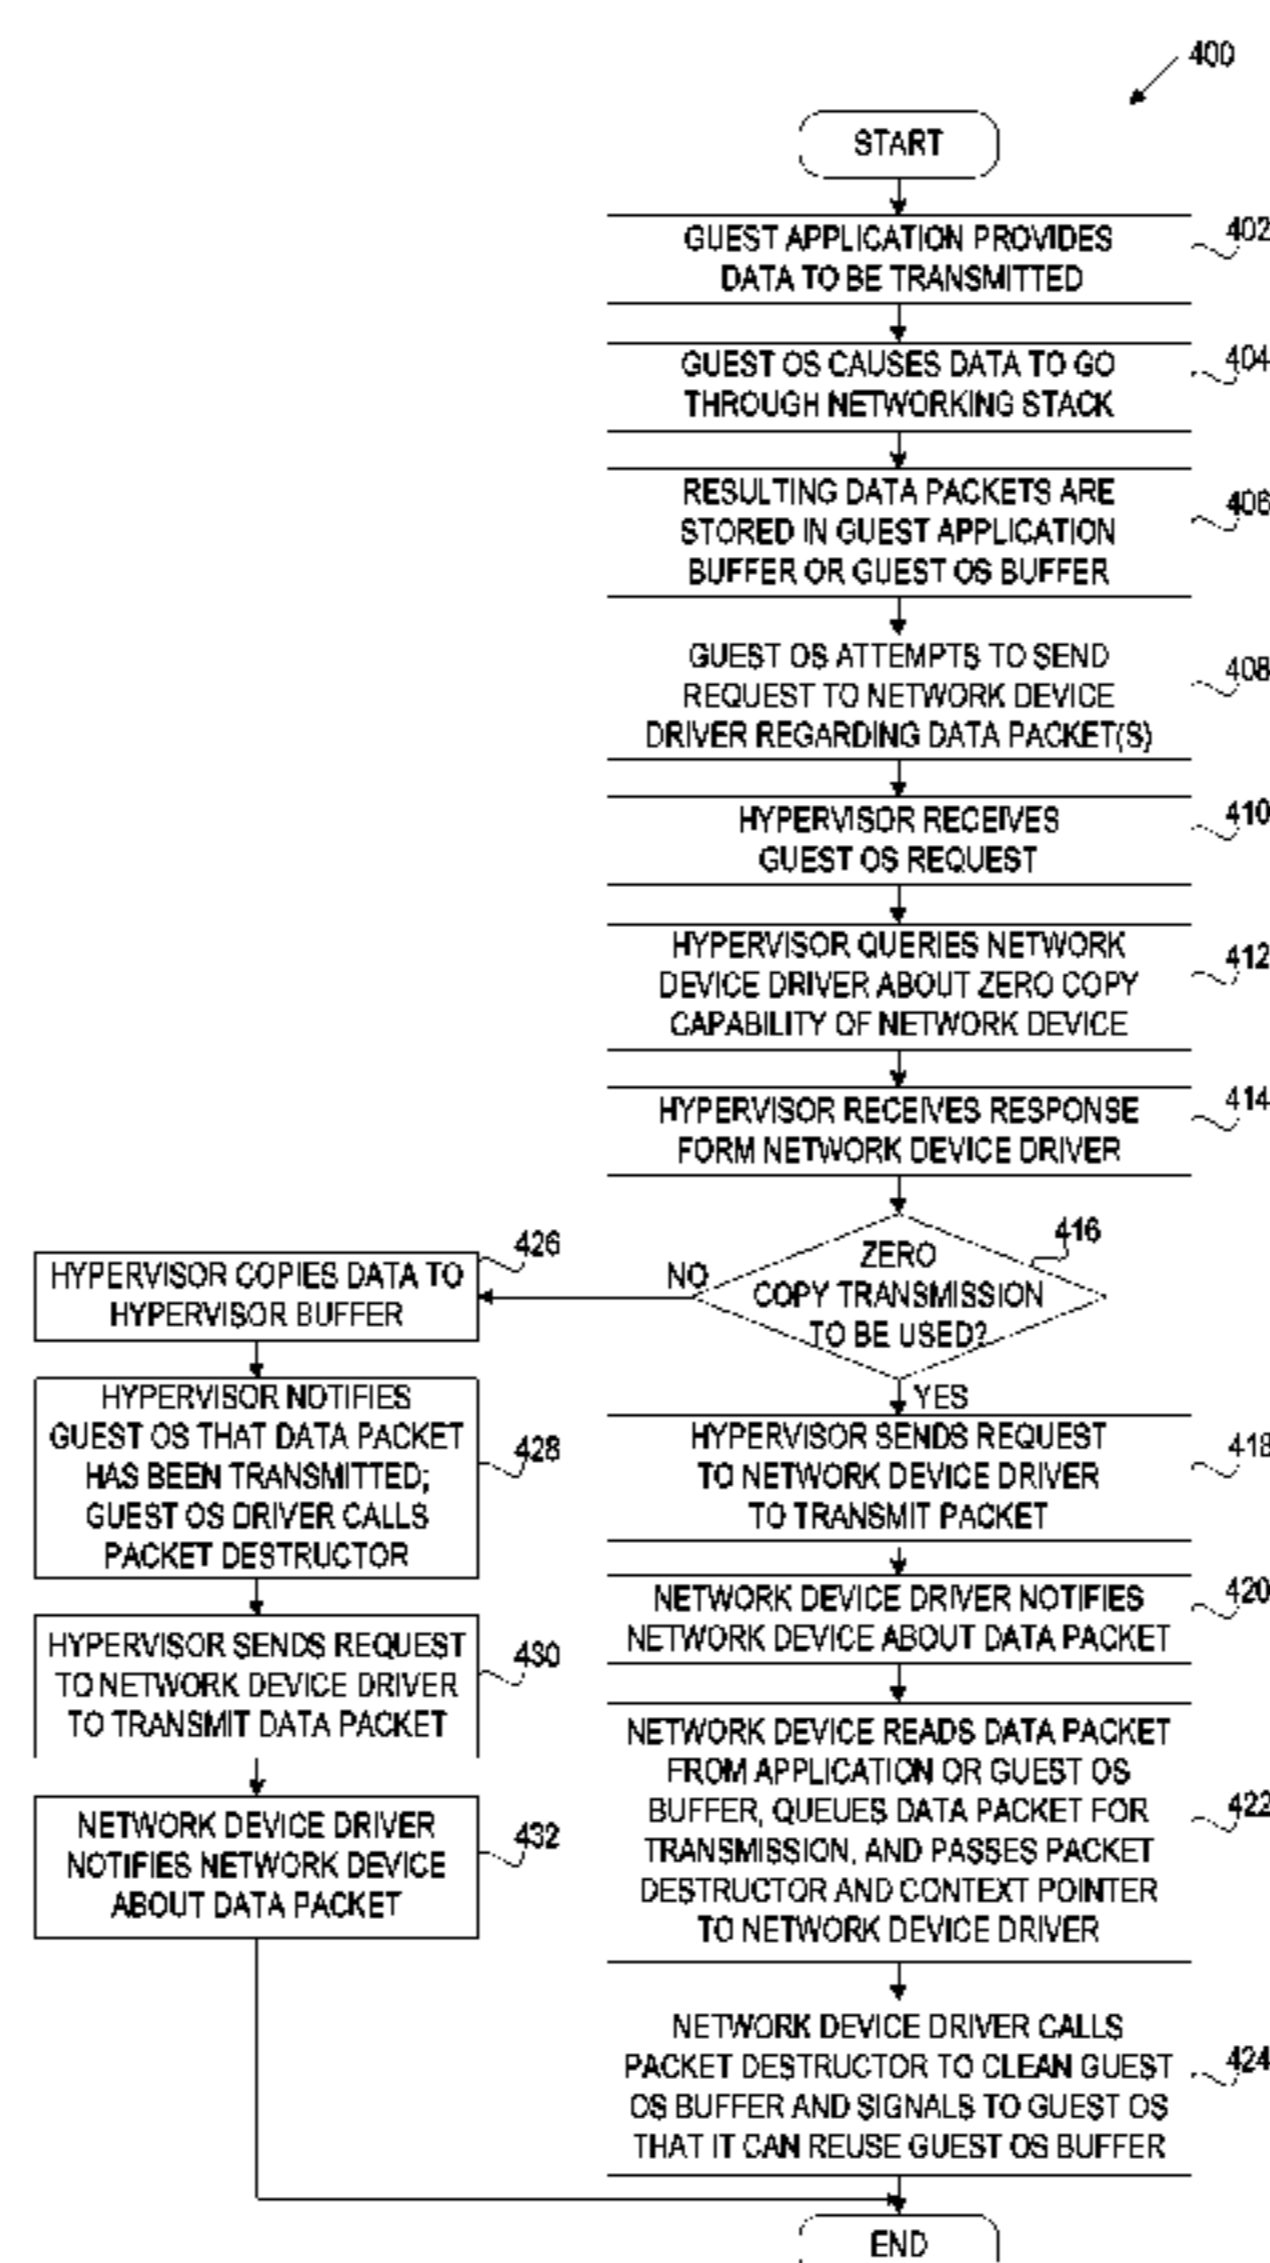 400
START
GUEST APPLICATION PROVIDES
DATA TO BE TRANSMITTED
402
GUEST OS CAUSES DATA TO GO
THROUGH NETWORKING STACK
404
RESULTING DATA PACKETS ARE
STORED IN GUEST APPLICATION
BUFFER OR GUEST OS BUFFER
406
GUEST OS ATTEMPTS TO SEND
REQUEST TO NETWORK DEVICE
DRIVER REGARDING DATA PACKET(S)
408
HYPERVISOR RECEIVES
GUEST OS REQUEST
410
HYPERVISOR QUERIES NETWORK
DEVICE DRIVER ABOUT ZERO COPY
CAPABILITY OF NETWORK DEVICE
412
HYPERVISOR RECEIVES RESPONSE
FORM NETWORK DEVICE DRIVER
414
ZERO
COPY TRANSMISSION
TO BE USED?
416
NO
YES
HYPERVISOR COPIES DATA TO
HYPERVISOR BUFFER
426
HYPERVISOR NOTIFIES
GUEST OS THAT DATA PACKET
HAS BEEN TRANSMITTED;
GUEST OS DRIVER CALLS
PACKET DESTRUCTOR
428
HYPERVISOR SENDS REQUEST
TO NETWORK DEVICE DRIVER
TO TRANSMIT DATA PACKET
430
NETWORK DEVICE DRIVER
NOTIFIES NETWORK DEVICE
ABOUT DATA PACKET
432
HYPERVISOR SENDS REQUEST
TO NETWORK DEVICE DRIVER
TO TRANSMIT PACKET
418
NETWORK DEVICE DRIVER NOTIFIES
NETWORK DEVICE ABOUT DATA PACKET
420
NETWORK DEVICE READS DATA PACKET
FROM APPLICATION OR GUEST OS
BUFFER, QUEUES DATA PACKET FOR
TRANSMISSION, AND PASSES PACKET
DESTRUCTOR AND CONTEXT POINTER
TO NETWORK DEVICE DRIVER
422
NETWORK DEVICE DRIVER CALLS
PACKET DESTRUCTOR TO CLEAN GUEST
OS BUFFER AND SIGNALS TO GUEST OS
THAT IT CAN REUSE GUEST OS BUFFER
424
END